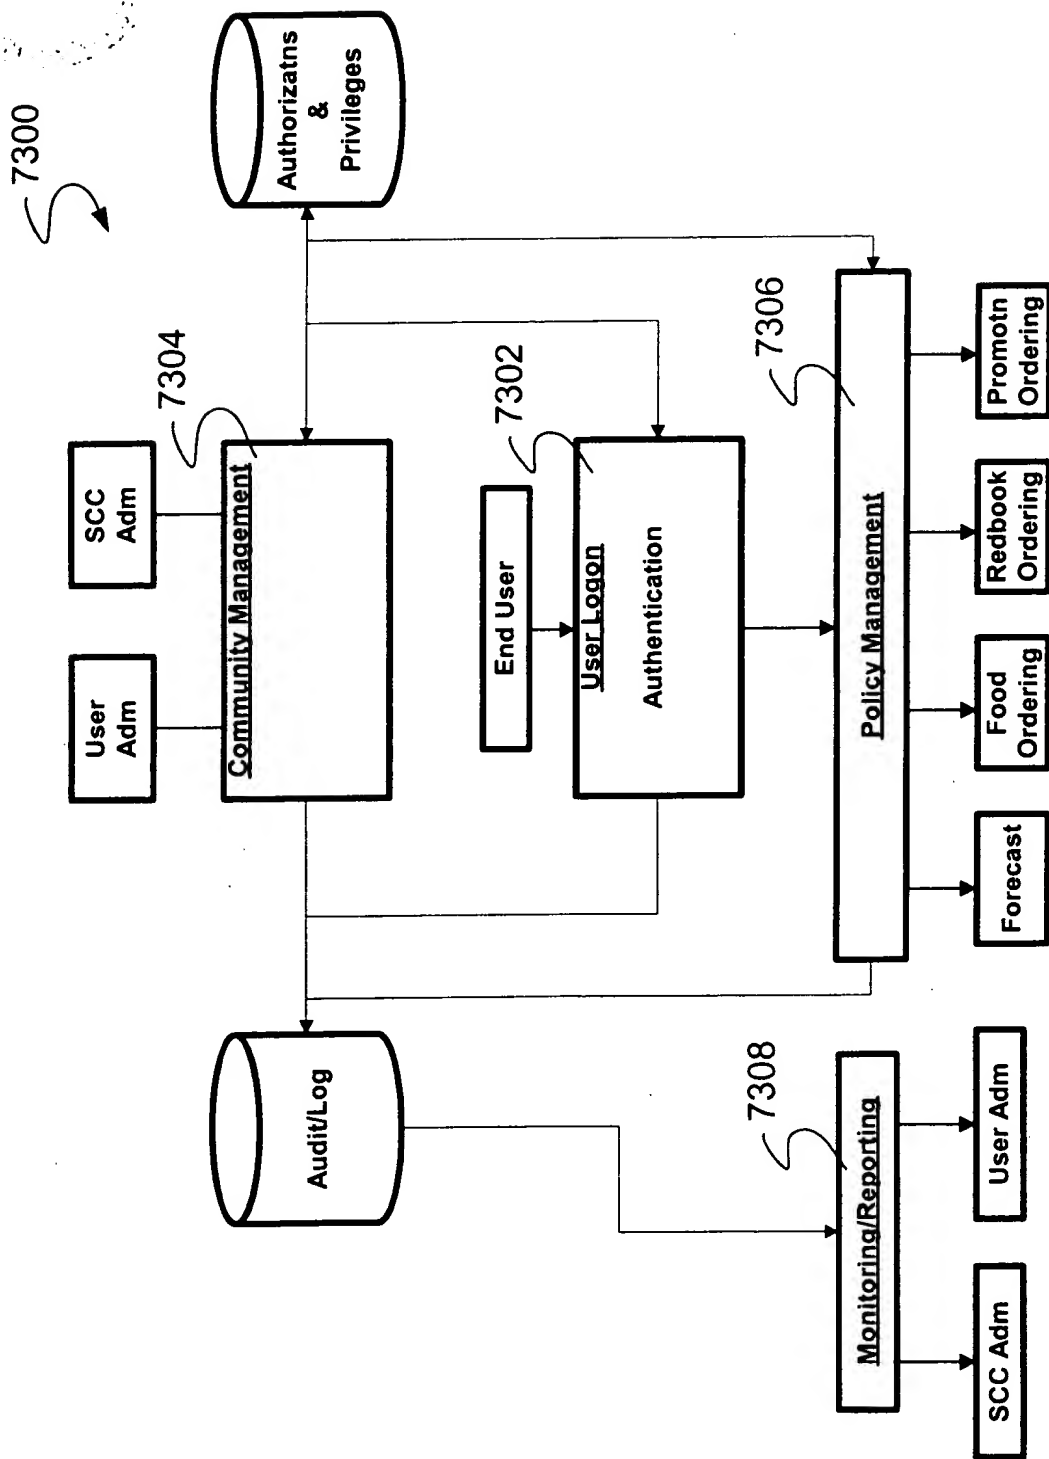 7300
User
Adm
SCC
Adm
7304
Community Management
Authorizatns
&
Privileges
Audit/Log
End User
7302
User Logon
Authentication
7306
Policy Management
7308
Monitoring/Reporting
SCC Adm
User Adm
Forecast
Food
Ordering
Redbook
Ordering
Promotn
Ordering